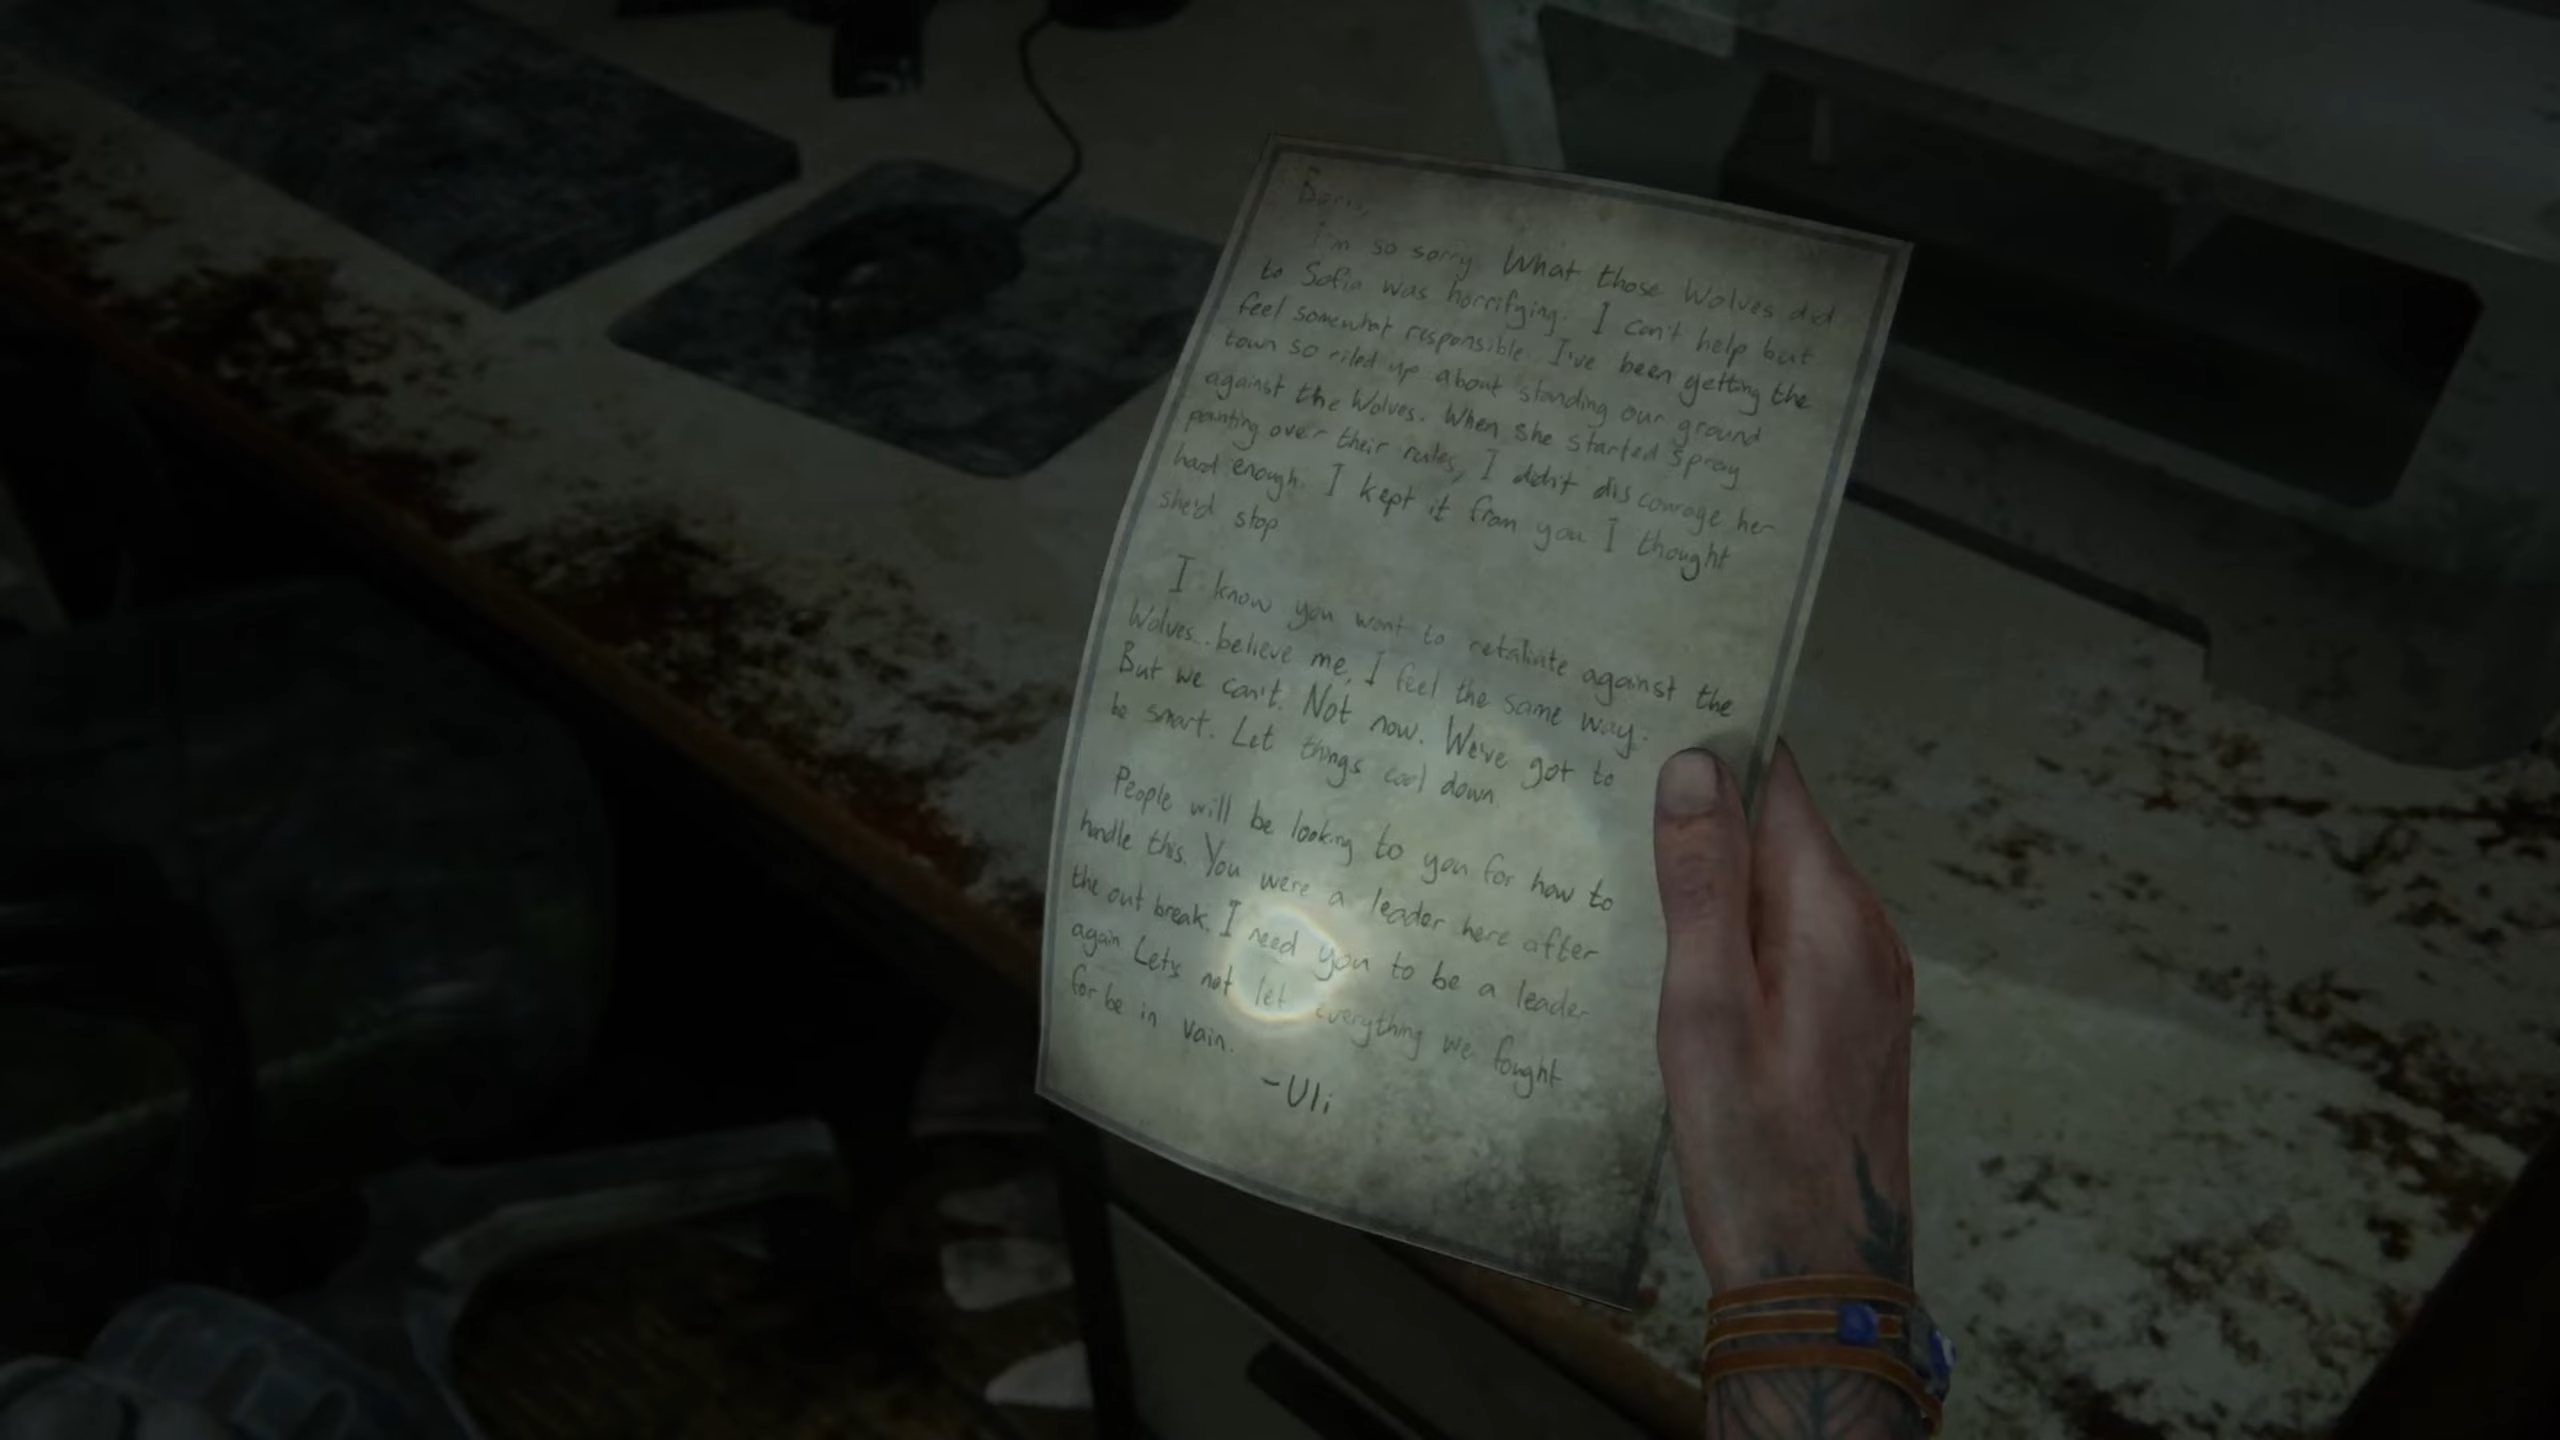 Boris,
I'm so sorry What those Wolves did
to Sofia was horrifying. I can't help but
feel somewhat responsible. I've been getting the
town so riled up about standing our ground
against the Wolves. When she started spray
painting over their rules, I didn't discourage her
hard enough. I kept it from you I thought
she'd stop
I know you want to retaliate against the
Wolves...believe me, I feel the same way.
But we can't. Not now. We've got to
be smart. Let things cool down.
People will be looking to you for how to
handle this. You were a leader here after
the out break. I need you to be a leader
again. Let's not let everything we fought
for be in vain.
-Uli